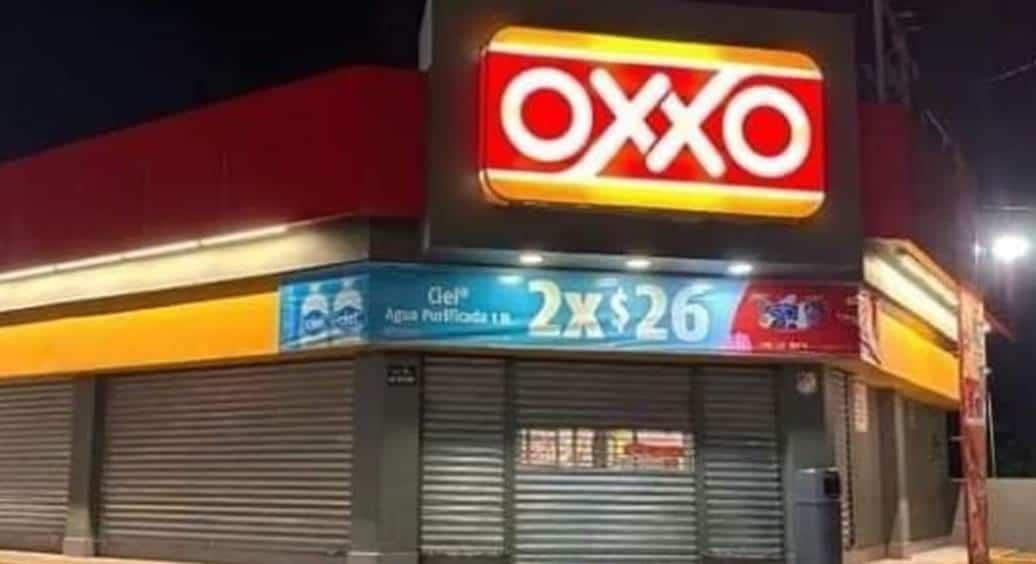 OXXO
Ciel®
Agua Purificada 1 lt.
2x$26